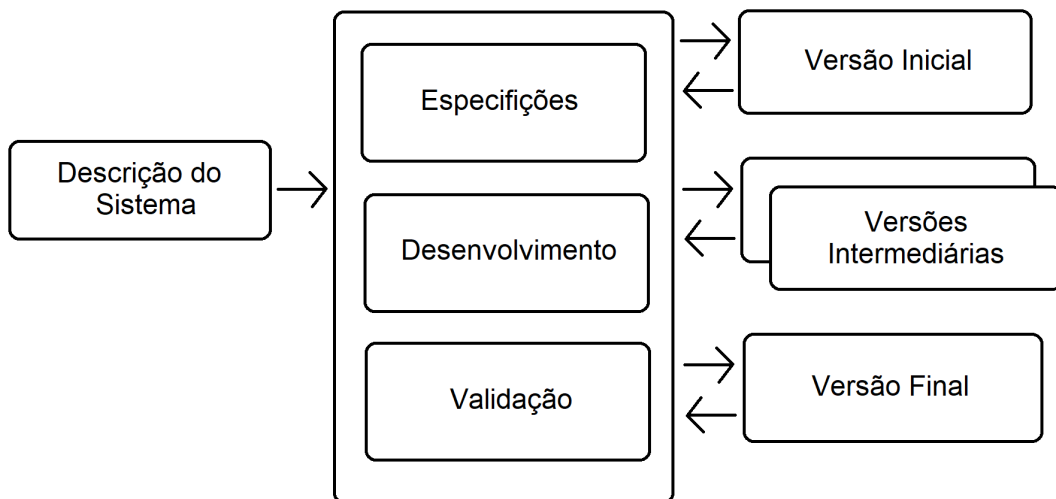 Descrição do
Sistema
Especifições
Desenvolvimento
Validação
Versão Inicial
Versões
Intermediárias
Versão Final